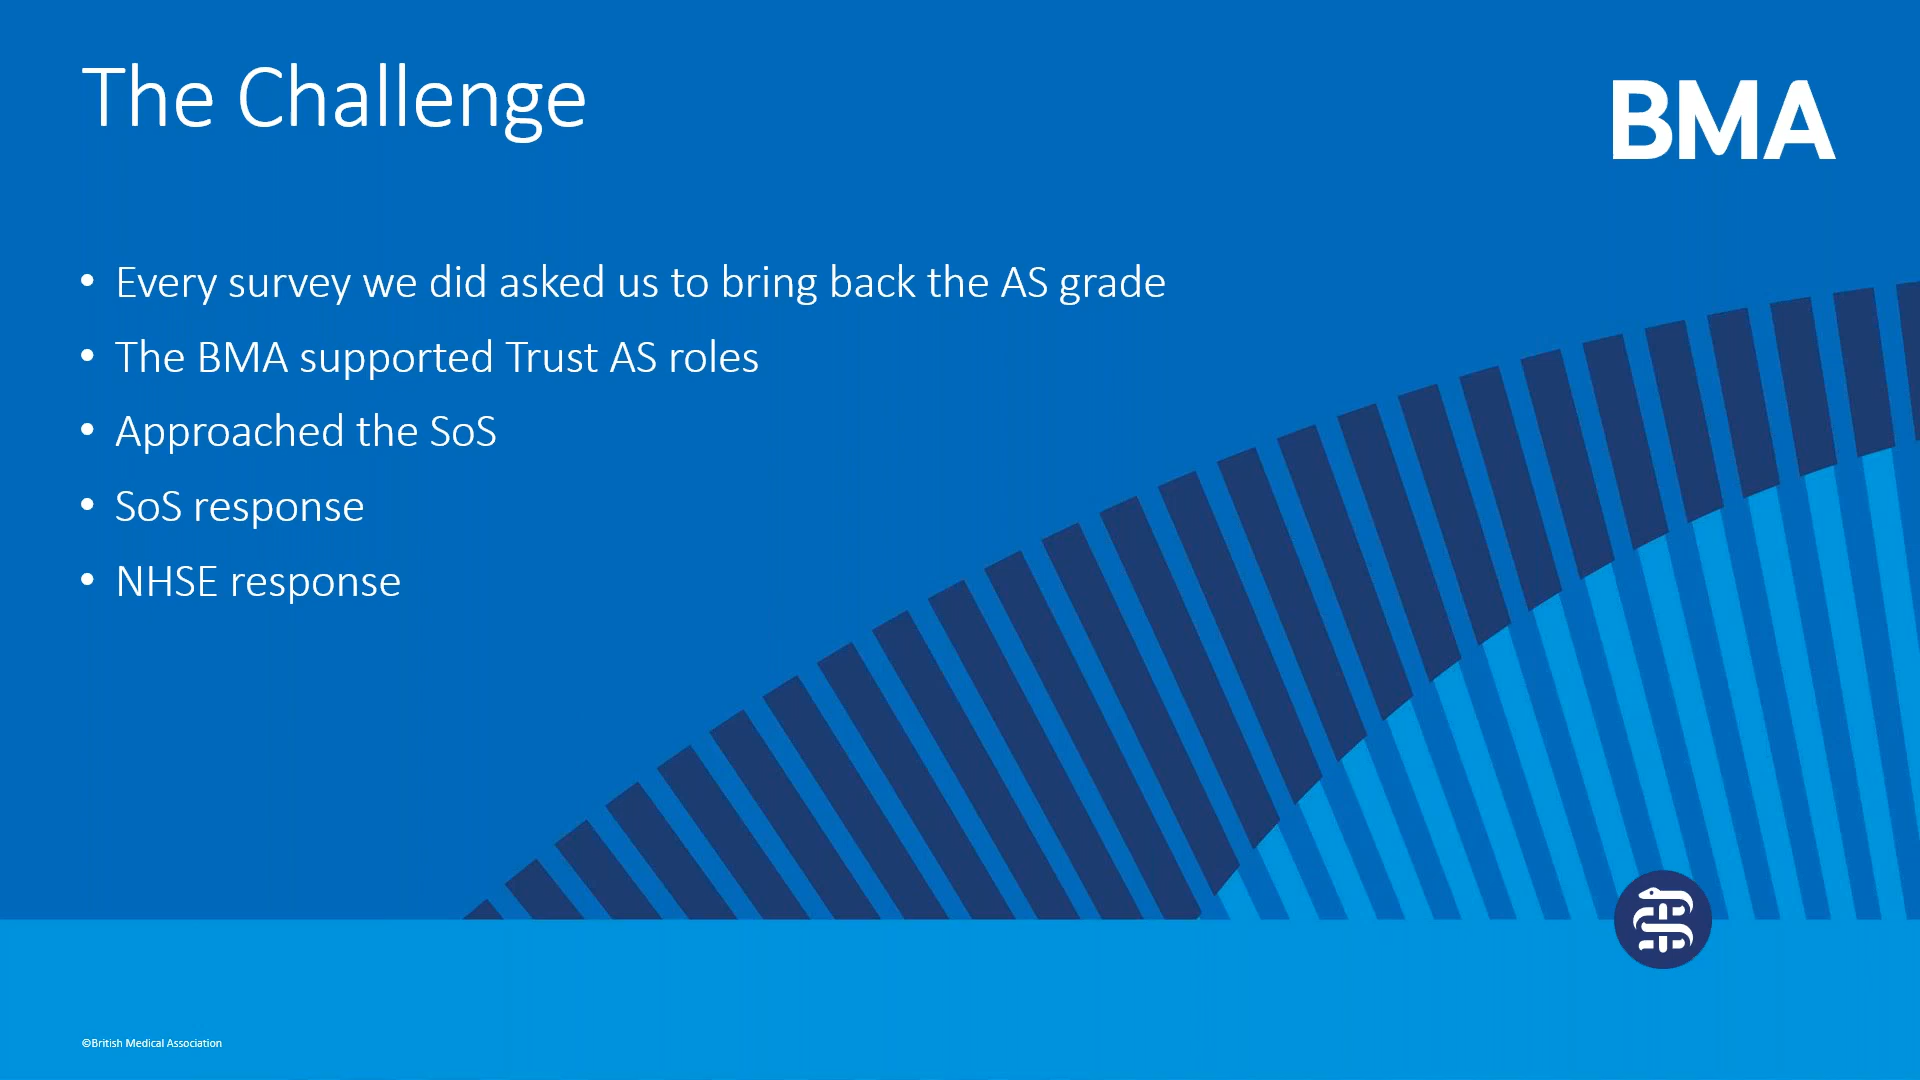 The Challenge
BMA
• Every survey we did asked us to bring back the AS grade
• The BMA supported Trust AS roles
• Approached the SoS
• SoS response
• NHSE response
©British Medical Association